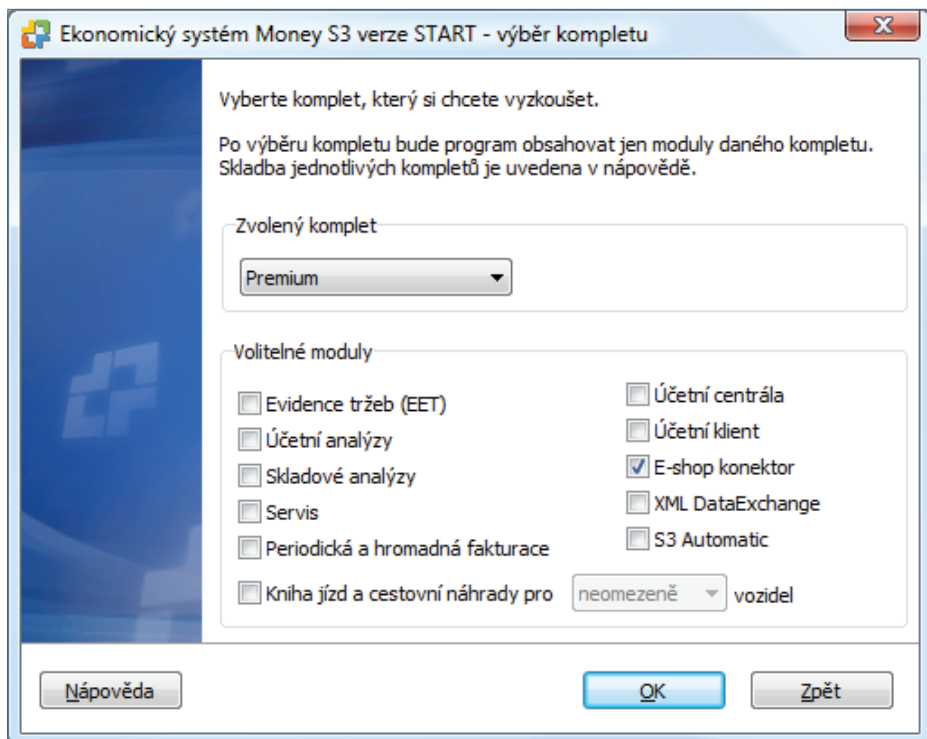 Ekonomický systém Money S3 verze START - výběr kompletu
Vyberte komplet, který si chcete vyzkoušet.
Po výběru kompletu bude program obsahovat jen moduly daného kompletu.
Skladba jednotlivých kompletů je uvedena v nápovědě.
Zvolený komplet
Premium
Volitelné moduly
Evidence tržeb (EET)
Účetní analýzy
Skladové analýzy
Servis
Periodická a hromadná fakturace
Kniha jízd a cestovní náhrady pro neomezeně vozidel
Účetní centrála
Účetní klient
E-shop konektor
XML DataExchange
S3 Automatic
Nápověda
OK
Zpět